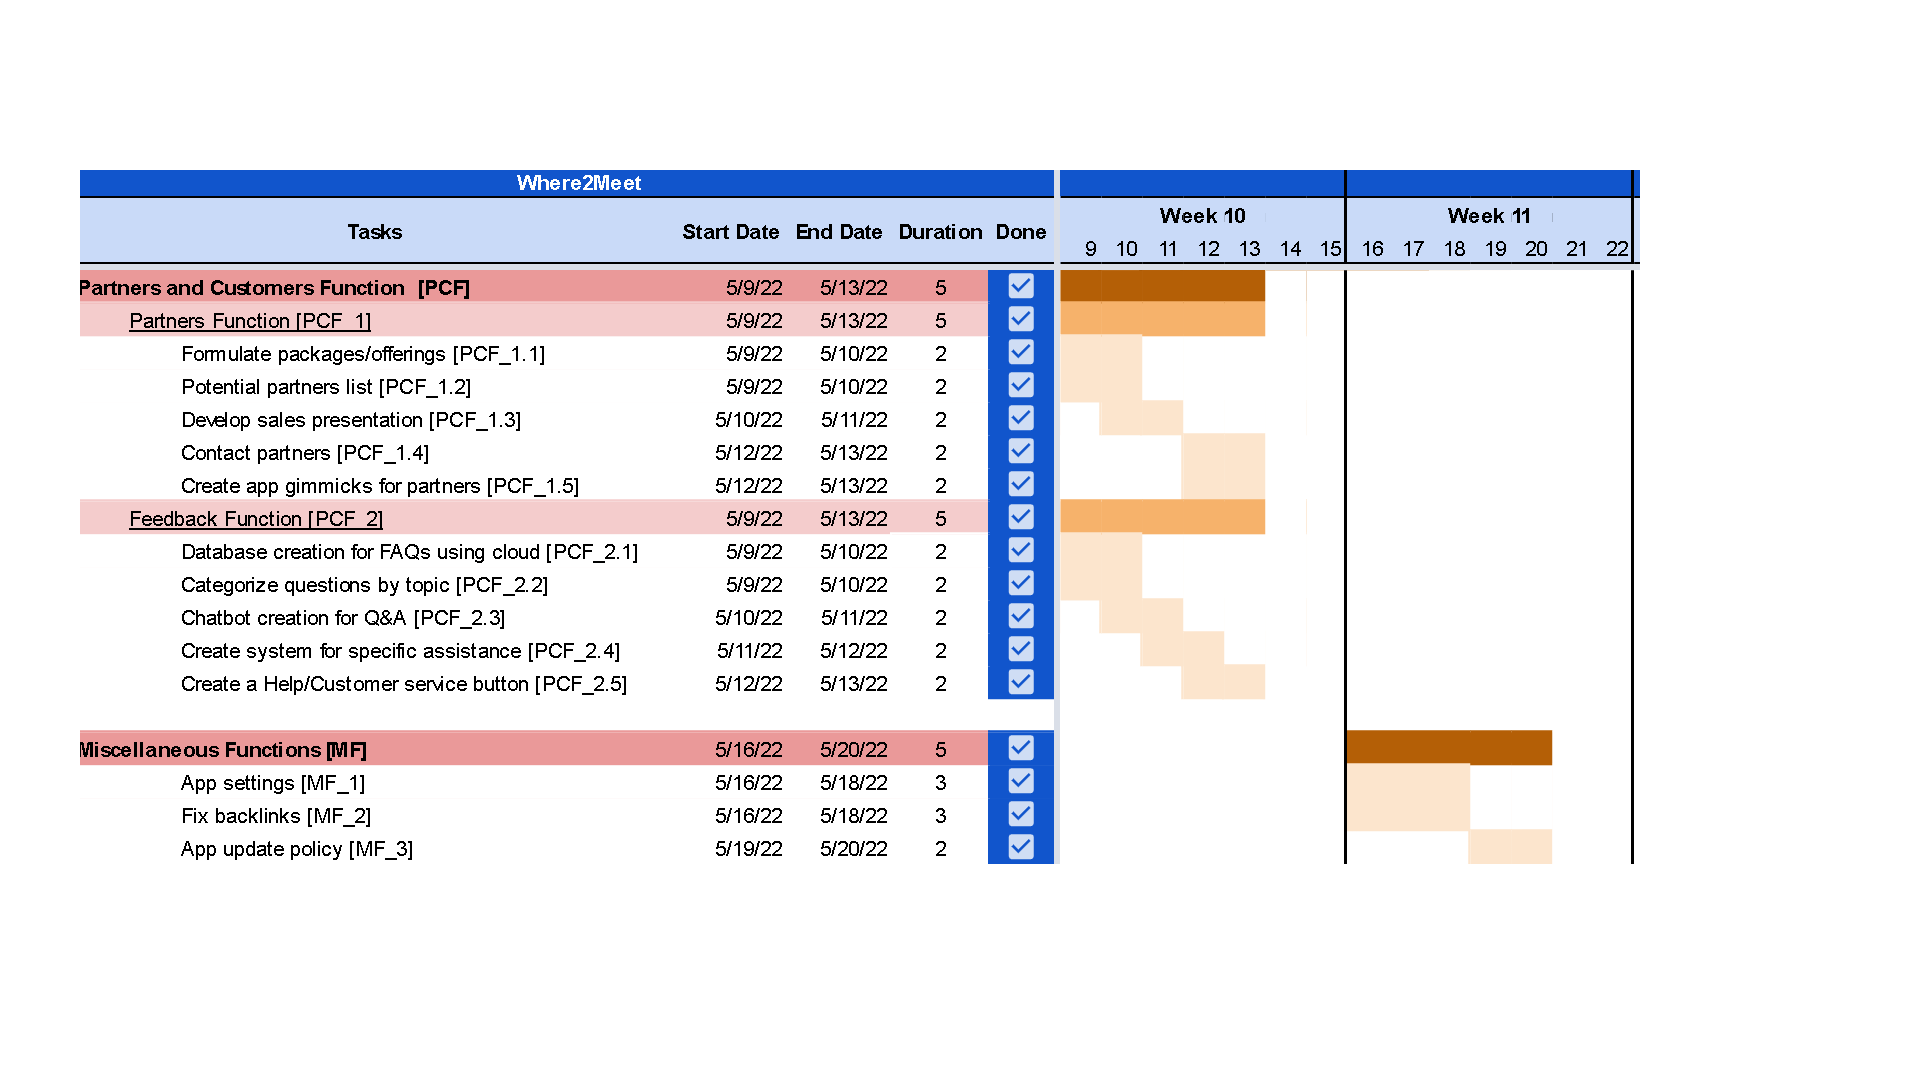 Where2Meet
Tasks Start Date End Date Duration Done Week 10 Week 11
9 10 11 12 13 14 15 16 17 18 19 20 21 22
Partners and Customers Function [PCF] 5/9/22 5/13/22 5
Partners Function [PCF_1] 5/9/22 5/13/22 5
Formulate packages/offerings [PCF_1.1] 5/9/22 5/10/22 2
Potential partners list [PCF_1.2] 5/9/22 5/10/22 2
Develop sales presentation [PCF_1.3] 5/10/22 5/11/22 2
Contact partners [PCF_1.4] 5/12/22 5/13/22 2
Create app gimmicks for partners [PCF_1.5] 5/12/22 5/13/22 2
Feedback Function [PCF_2] 5/9/22 5/13/22 5
Database creation for FAQs using cloud [PCF_2.1] 5/9/22 5/10/22 2
Categorize questions by topic [PCF_2.2] 5/9/22 5/10/22 2
Chatbot creation for Q&A [PCF_2.3] 5/10/22 5/11/22 2
Create system for specific assistance [PCF_2.4] 5/11/22 5/12/22 2
Create a Help/Customer service button [PCF_2.5] 5/12/22 5/13/22 2
Miscellaneous Functions [MF] 5/16/22 5/20/22 5
App settings [MF_1] 5/16/22 5/18/22 3
Fix backlinks [MF_2] 5/16/22 5/18/22 3
App update policy [MF_3] 5/19/22 5/20/22 2